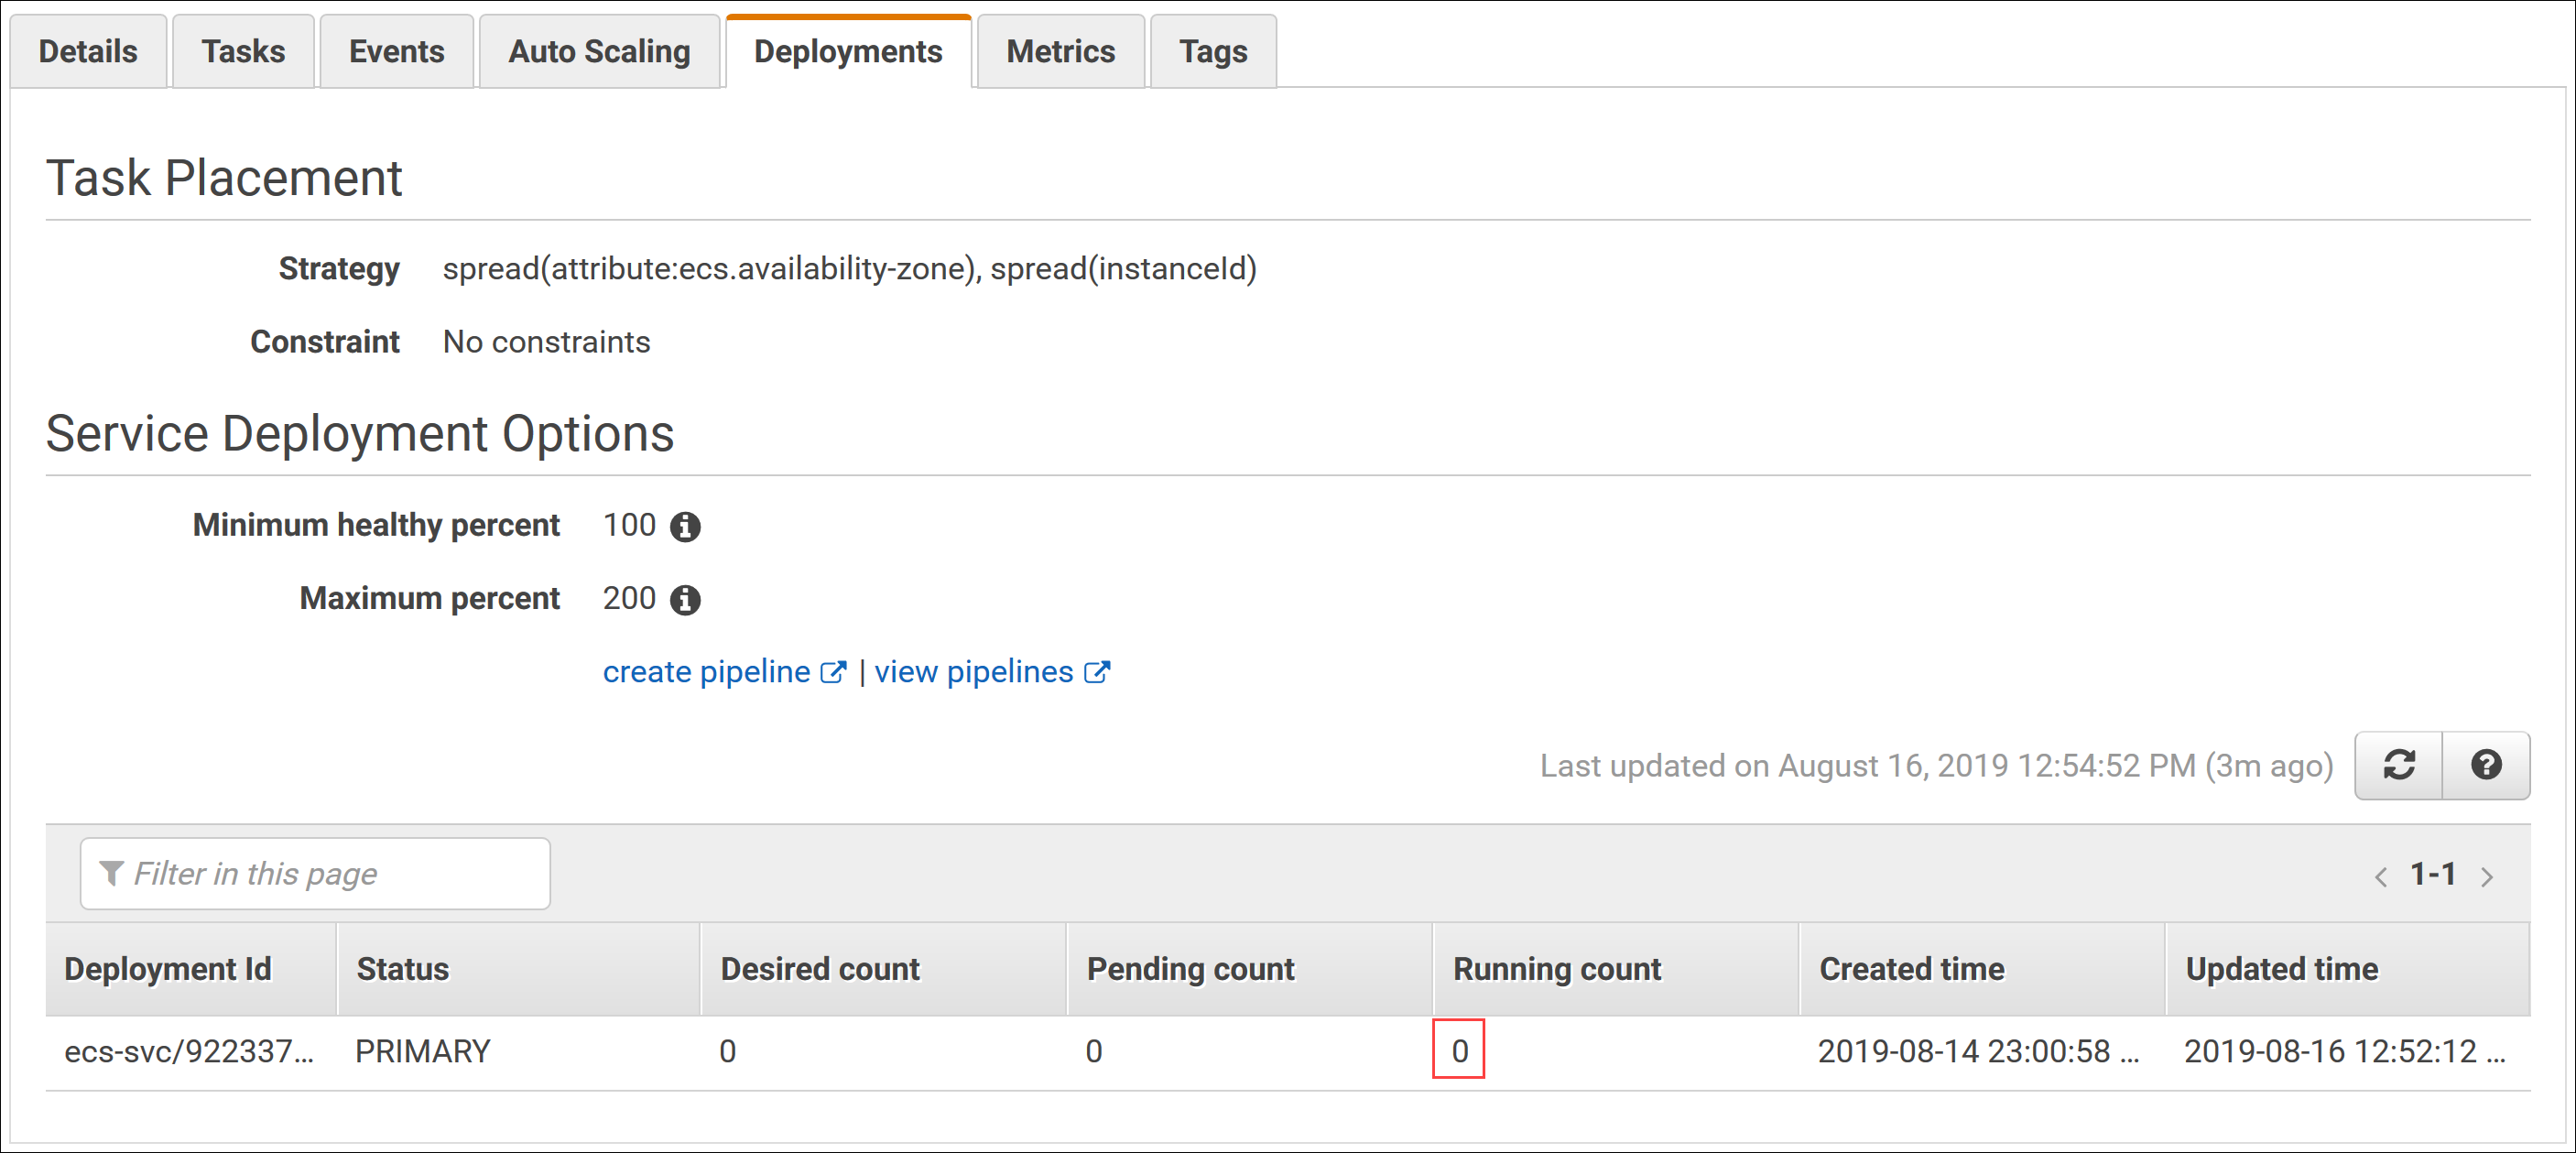 Details Tasks Events Auto Scaling Deployments Metrics Tags
Task Placement
Strategy spread(attribute:ecs.availability-zone), spread(instanceId)
Constraint No constraints
Service Deployment Options
Minimum healthy percent 100
Maximum percent 200
create pipeline | view pipelines
Last updated on August 16, 2019 12:54:52 PM (3m ago)
Filter in this page 1-1
Deployment Id Status Desired count Pending count Running count Created time Updated time
ecs-svc/922337... PRIMARY 0 0 0 2019-08-14 23:00:58 ... 2019-08-16 12:52:12 ...